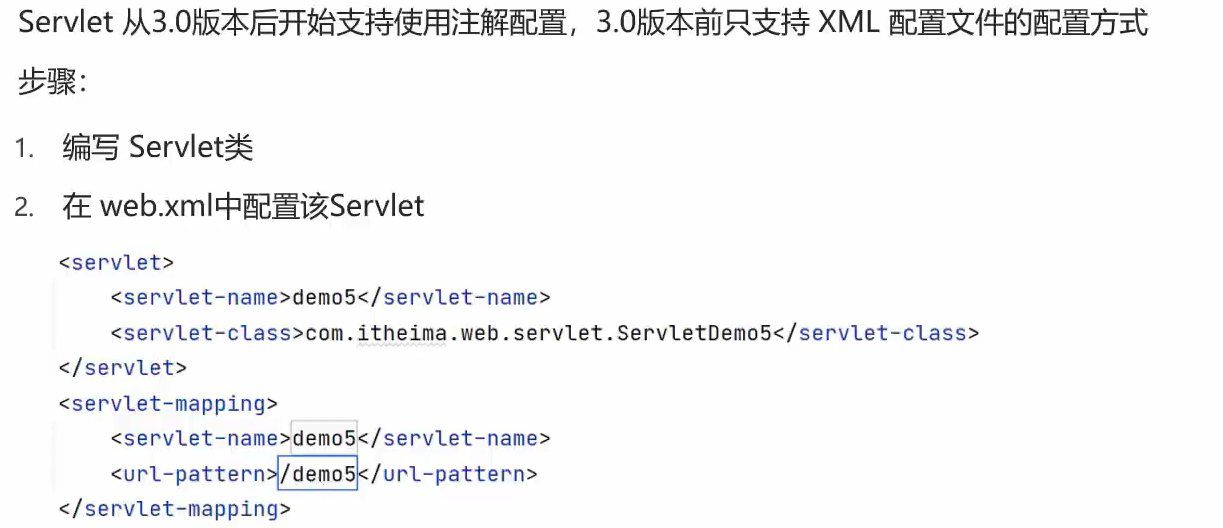 Servlet 从3.0版本后开始支持使用注解配置，3.0版本前只支持 XML 配置文件的配置方式
步骤：
1. 编写 Servlet类
2. 在 web.xml中配置该Servlet
<servlet>
    <servlet-name>demo5</servlet-name>
    <servlet-class>com.itheima.web.servlet.ServletDemo5</servlet-class>
</servlet>
<servlet-mapping>
    <servlet-name>demo5</servlet-name>
    <url-pattern>/demo5</url-pattern>
</servlet-mapping>